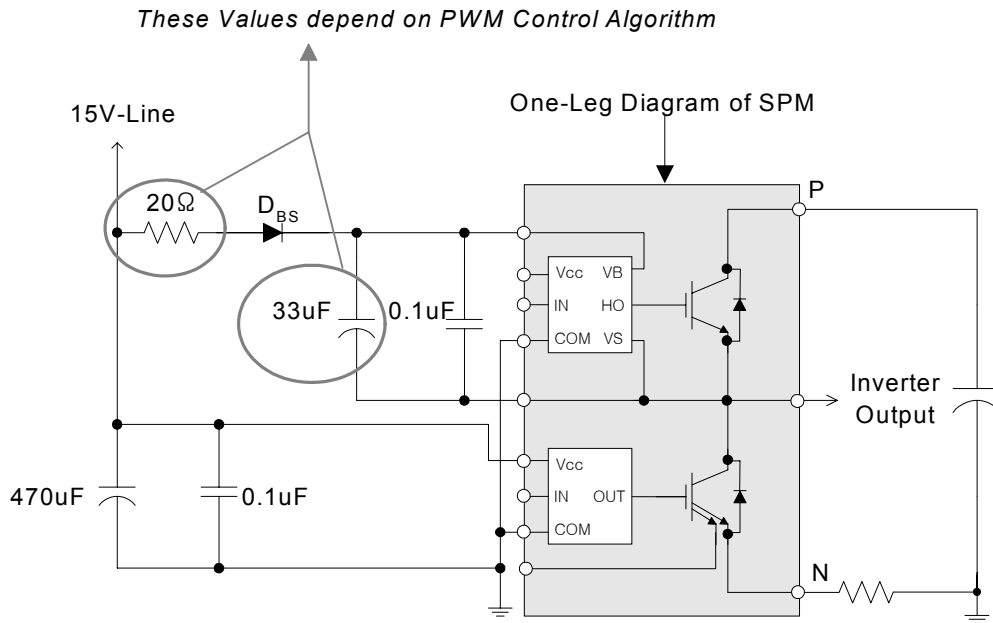 These Values depend on PWM Control Algorithm
15V-Line
One-Leg Diagram of SPM
20Ω
D_BS
P
33uF
0.1uF
Vcc
VB
IN
HO
COM
VS
Inverter
Output
470uF
0.1uF
Vcc
IN
OUT
COM
N